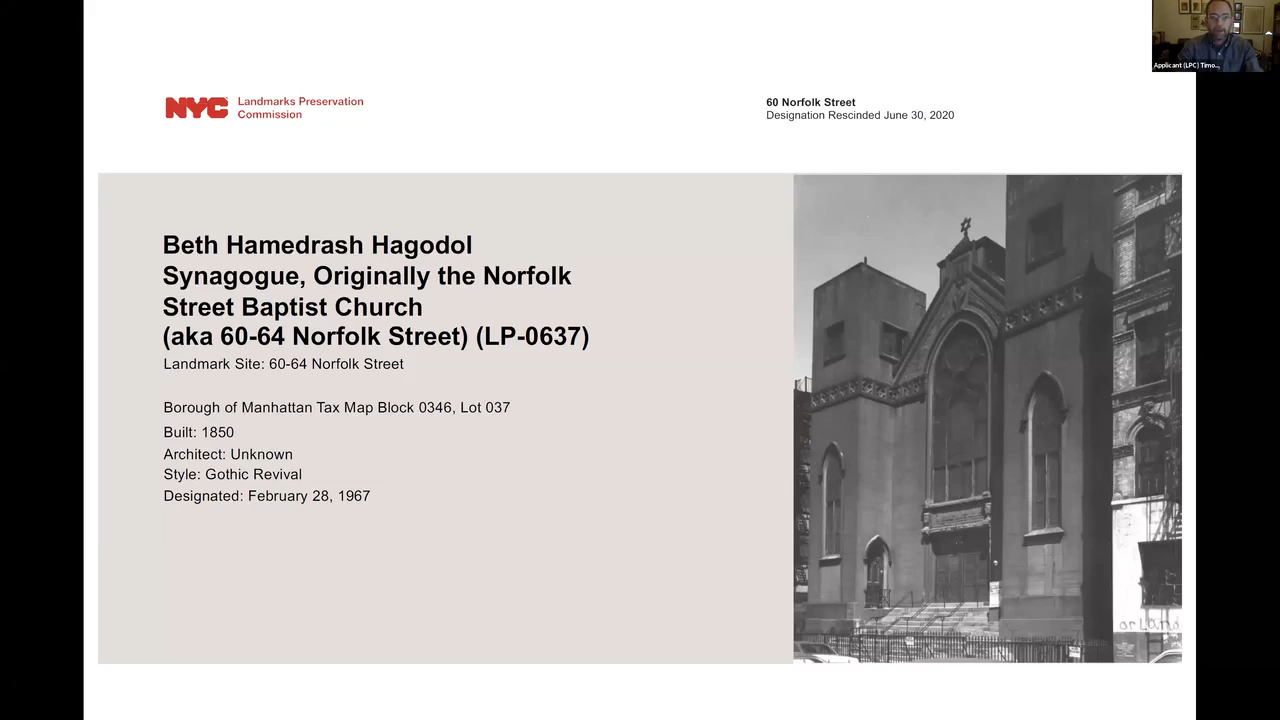 Applicant (LPC) Timo...
NYC Landmarks Preservation
Commission
60 Norfolk Street
Designation Rescinded June 30, 2020
Beth Hamedrash Hagodol
Synagogue, Originally the Norfolk
Street Baptist Church
(aka 60-64 Norfolk Street) (LP-0637)
Landmark Site: 60-64 Norfolk Street
Borough of Manhattan Tax Map Block 0346, Lot 037
Built: 1850
Architect: Unknown
Style: Gothic Revival
Designated: February 28, 1967